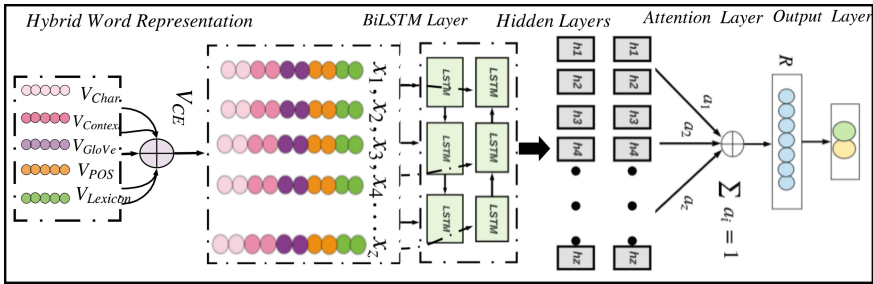 Hybrid Word Representation
BiLSTM Layer
Hidden Layers
Attention Layer
Output Layer
V_Char
V_Contex
V_GloVe
V_POS
V_Lexicon
V_CE
x_1, x_2, x_3, x_4 . . x_z
LSTM
LSTM
LSTM
LSTM
LSTM
LSTM
h1
h2
h3
h4
hz
h1
h2
h3
h4
hz
a_1
a_2
a_z
∑ a_i = 1
R